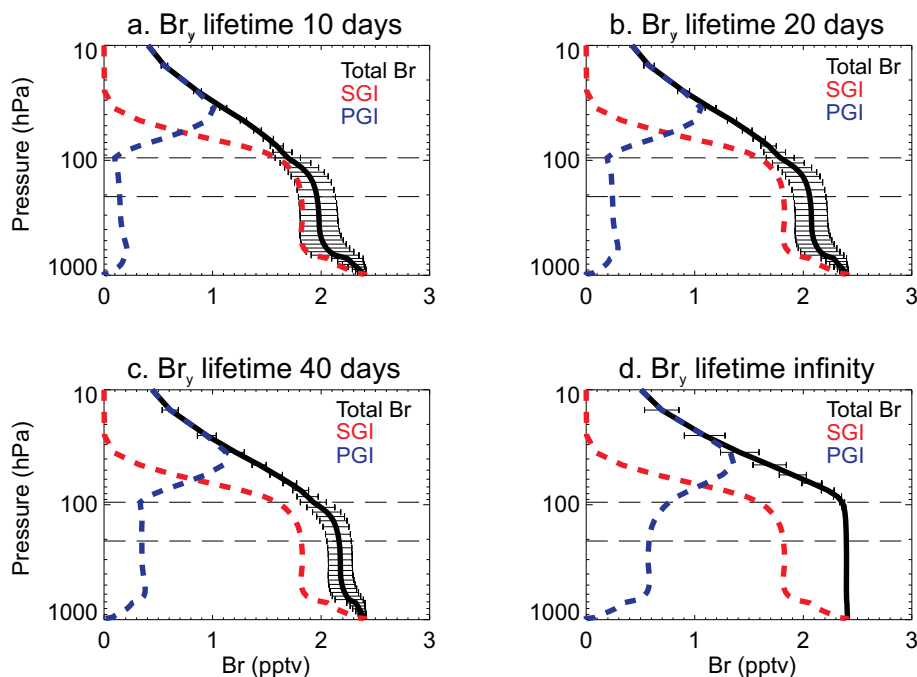 a. Br_y lifetime 10 days
b. Br_y lifetime 20 days
10
100
1000
Pressure (hPa)
Total Br
SGI
PGI
0 1 2 3
10
100
1000
Total Br
SGI
PGI
0 1 2 3
c. Br_y lifetime 40 days
d. Br_y lifetime infinity
10
100
1000
Pressure (hPa)
Total Br
SGI
PGI
0 1 2 3
Br (pptv)
10
100
1000
Total Br
SGI
PGI
0 1 2 3
Br (pptv)